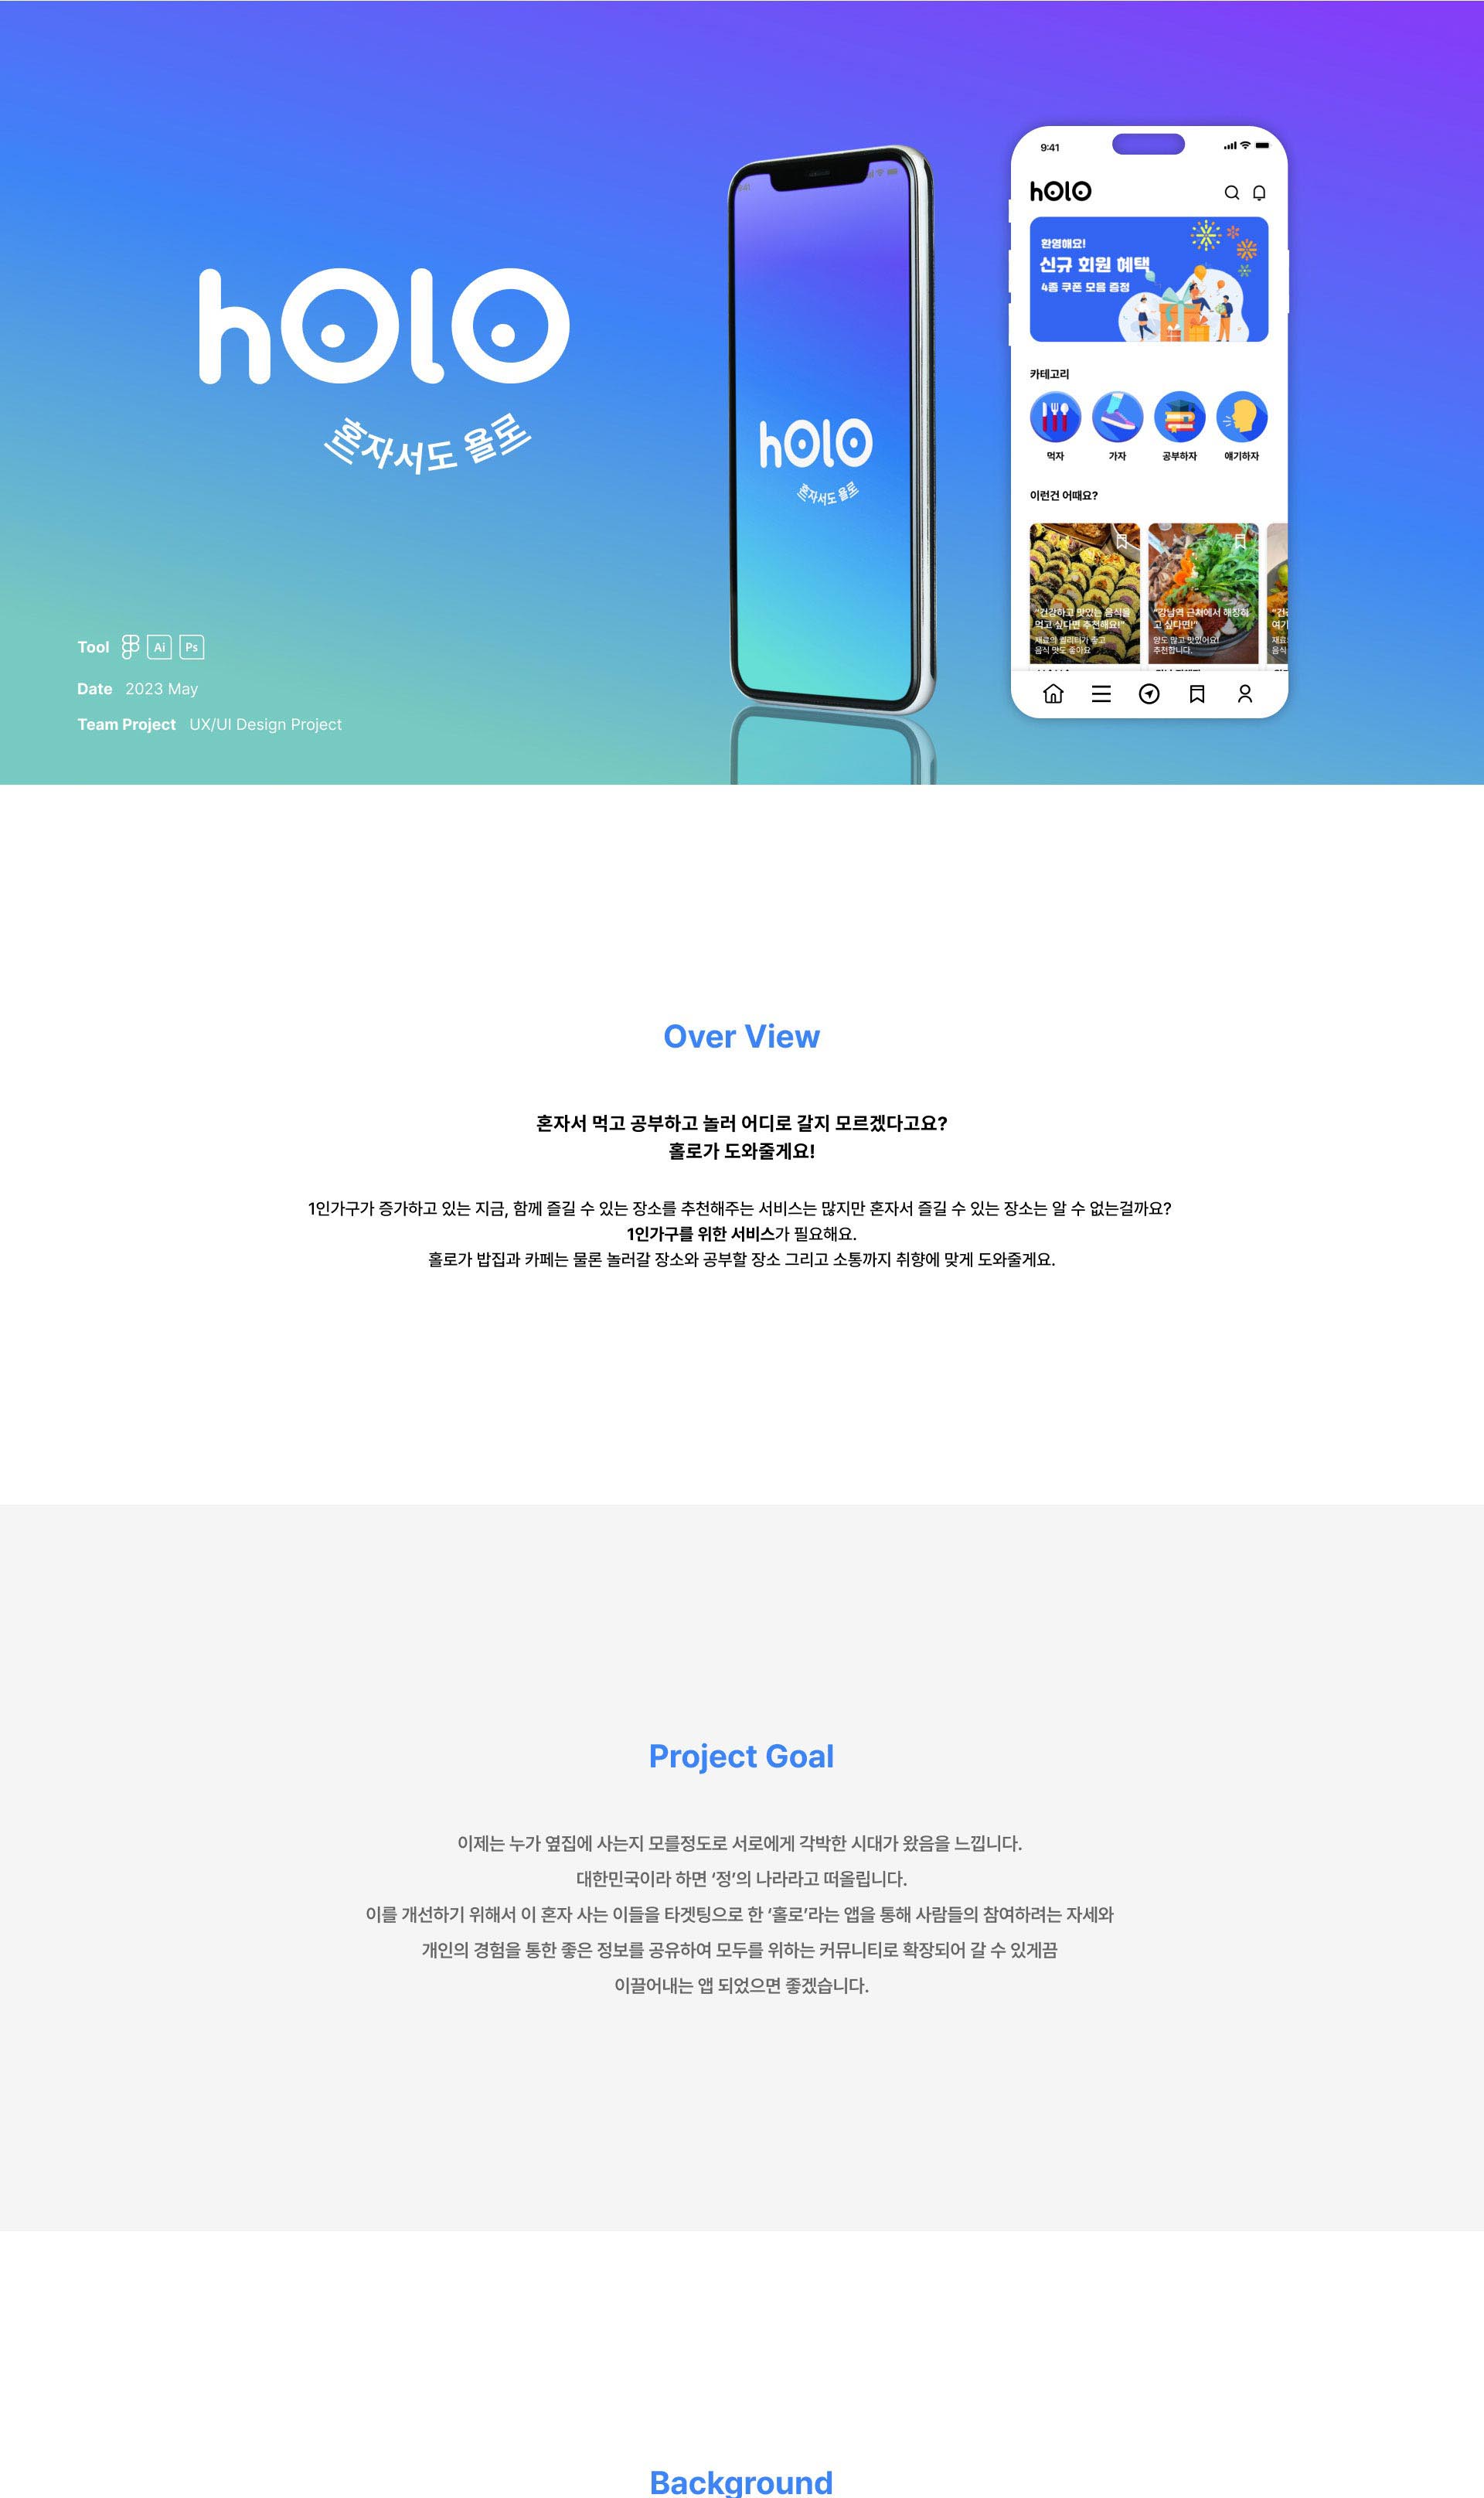 holo
혼자서도 욜로
Tool Ai Ps
Date 2023 May
Team Project UX/UI Design Project
holo
혼자서도 욜로
9:41
holo
환영해요!
신규 회원 혜택
4종 쿠폰 모음 증정
카테고리
먹자 가자 공부하자 얘기하자
이런건 어때요?
"건강하고 맛있는 음식을
먹고 싶다면 추천해요!"
재료의 퀄리티가 좋고
음식 맛도 좋아요
"강남역 근처에서 해장하
고 싶다면!"
양도 많고 맛있어요!
추천합니다.
Over View
혼자서 먹고 공부하고 놀러 어디로 갈지 모르겠다고요?
홀로가 도와줄게요!
1인가구가 증가하고 있는 지금, 함께 즐길 수 있는 장소를 추천해주는 서비스는 많지만 혼자서 즐길 수 있는 장소는 알 수 없는걸까요?
1인가구를 위한 서비스가 필요해요.
홀로가 밥집과 카페는 물론 놀러갈 장소와 공부할 장소 그리고 소통까지 취향에 맞게 도와줄게요.
Project Goal
이제는 누가 옆집에 사는지 모를정도로 서로에게 각박한 시대가 왔음을 느낍니다.
대한민국이라 하면 ‘정’의 나라라고 떠올립니다.
이를 개선하기 위해서 이 혼자 사는 이들을 타겟팅으로 한 ‘홀로’라는 앱을 통해 사람들의 참여하려는 자세와
개인의 경험을 통한 좋은 정보를 공유하여 모두를 위하는 커뮤니티로 확장되어 갈 수 있게끔
이끌어내는 앱 되었으면 좋겠습니다.
Background